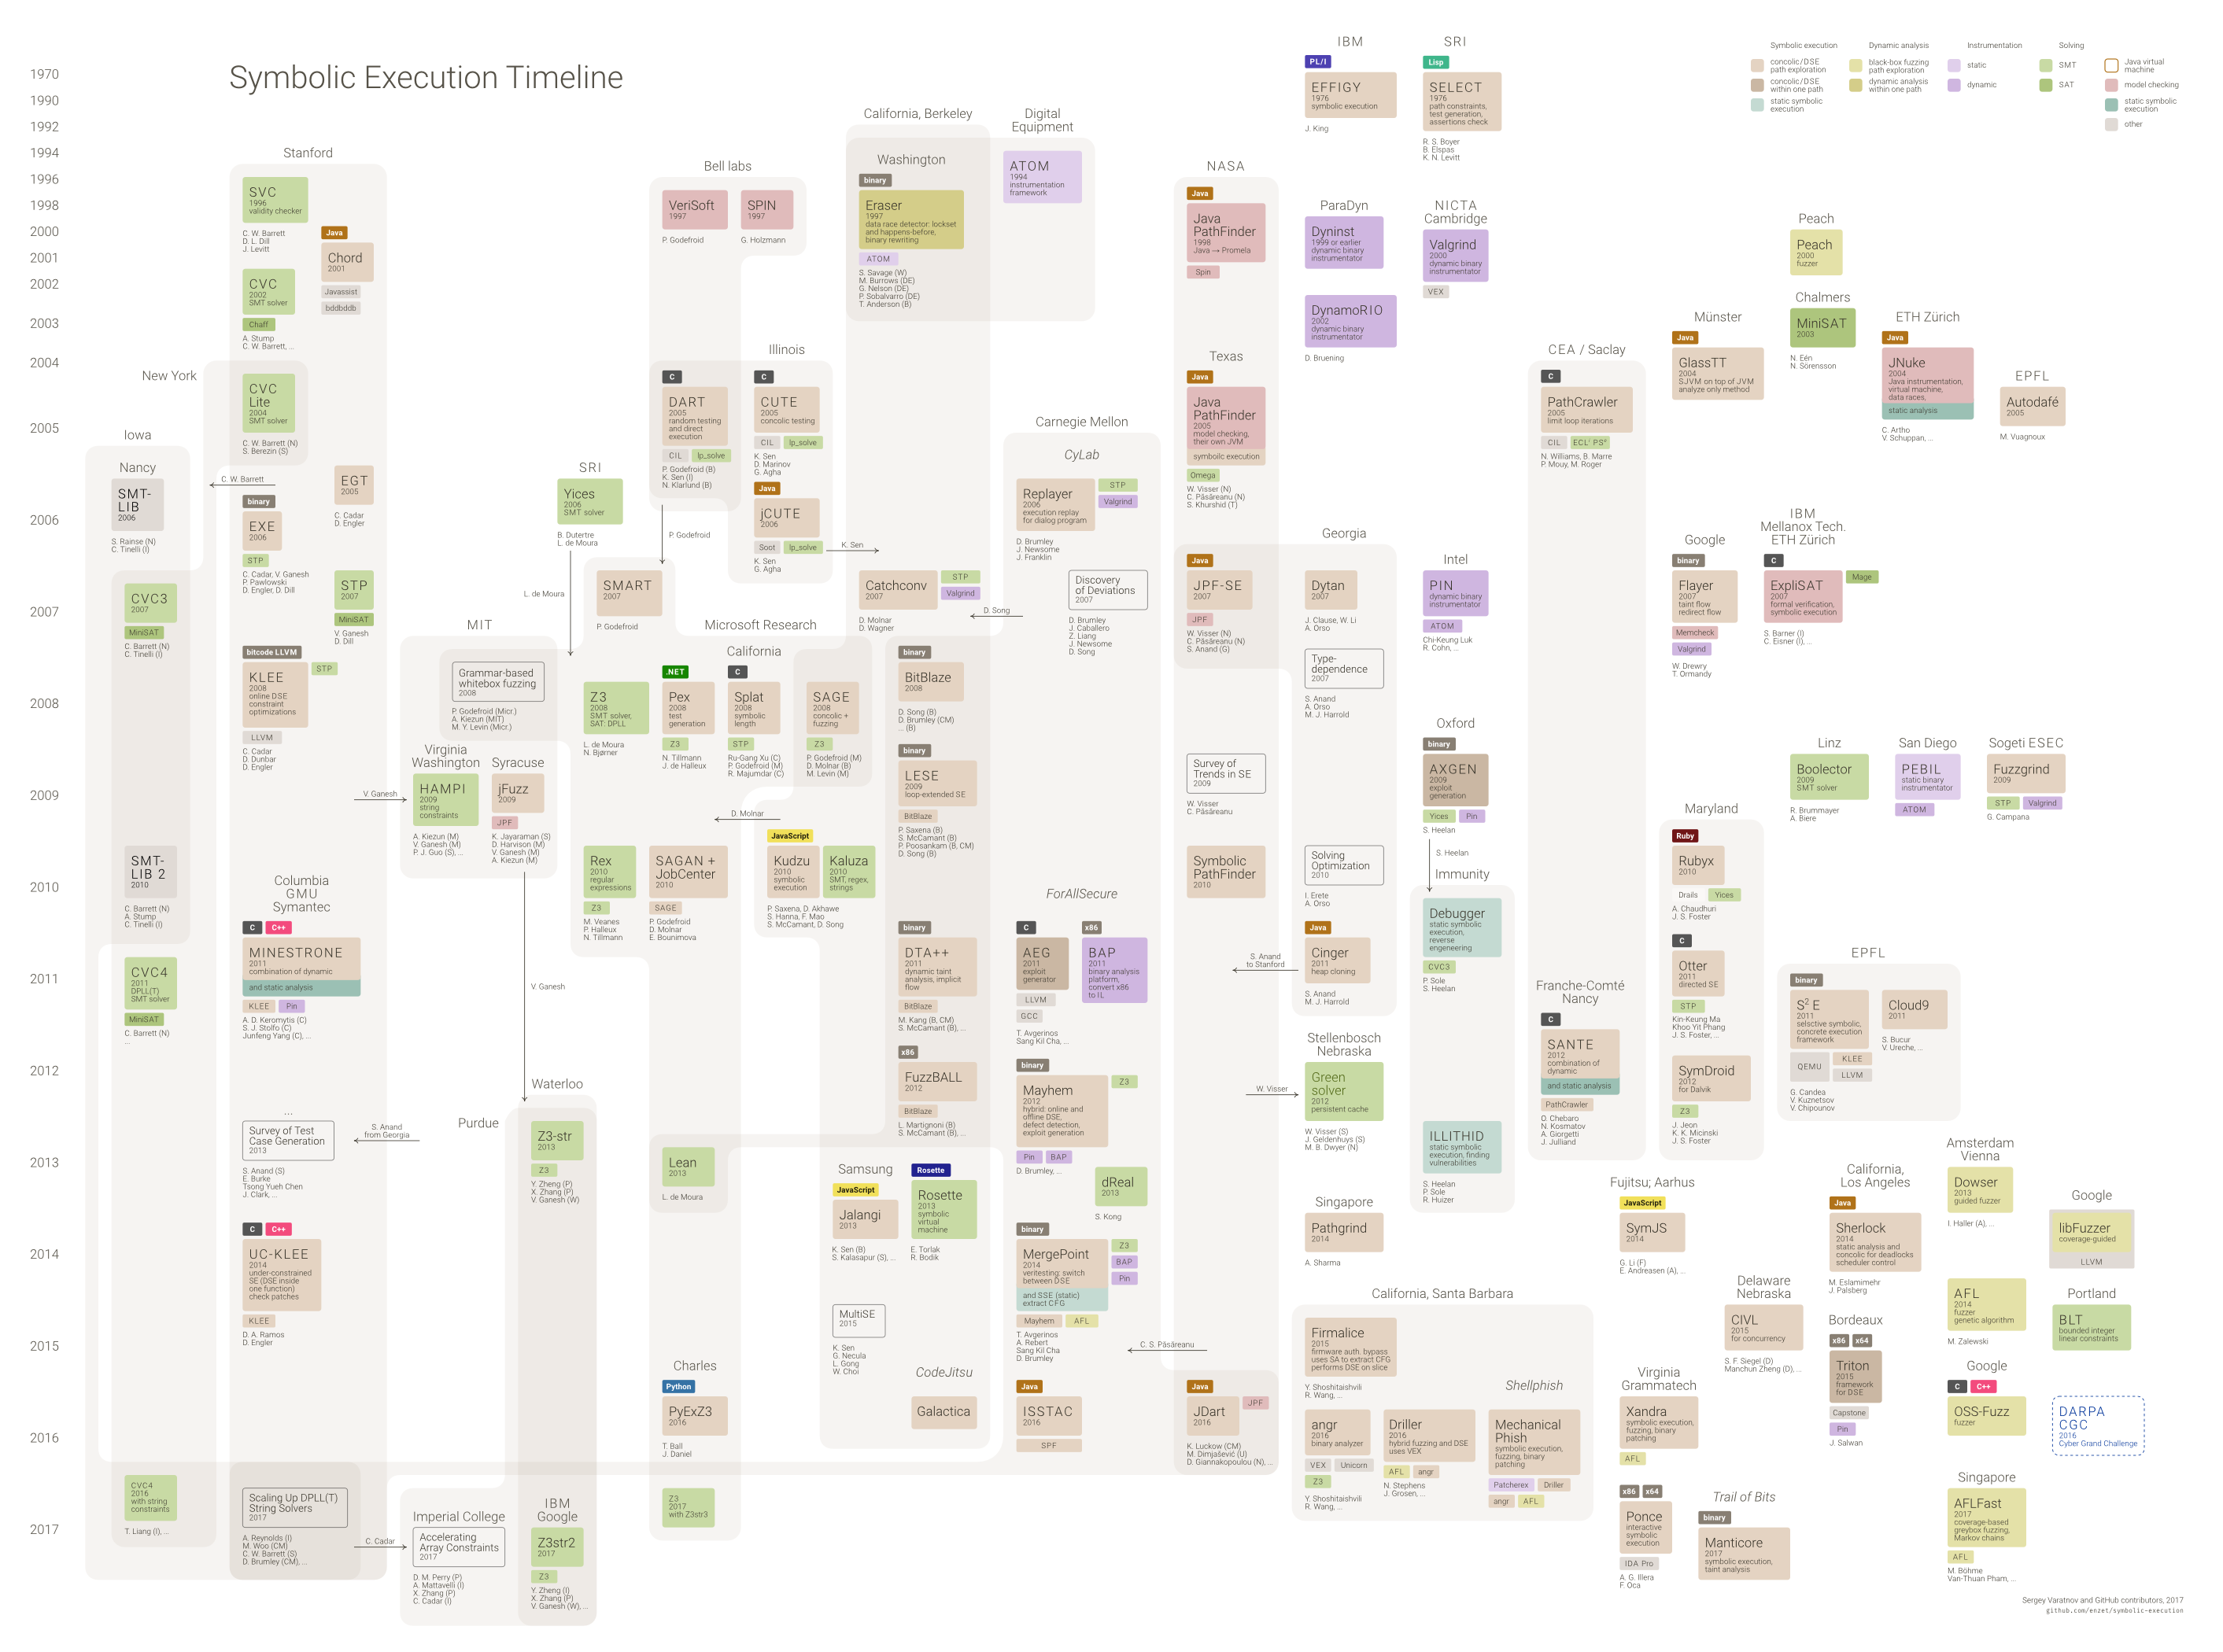 Symbolic Execution Timeline
1970
1990
1992
1994
1996
1998
2000
2001
2002
2003
2004
2005
2006
2007
2008
2009
2010
2011
2012
2013
2014
2015
2016
2017
Symbolic execution
concolic/DSE
path exploration
concolic/DSE
within one path
static symbolic
execution
Dynamic analysis
black-box fuzzing
path exploration
dynamic analysis
within one path
Instrumentation
static
dynamic
Solving
SMT
SAT
Java virtual
machine
model checking
static symbolic
execution
other
Iowa
Nancy
SMT-
LIB
2006
S. Rainse (N)
C. Tinelli (I)
CVC3
2007
MiniSAT
C. Barrett (N)
C. Tinelli (I)
SMT-
LIB 2
2010
C. Barrett (N)
A. Stump
C. Tinelli (I)
CVC4
2011
DPLL(T)
SMT solver
MiniSAT
C. Barrett (N)
...
CVC4
2016
with string
constraints
T. Liang (I), ...
Stanford
SVC
1996
validity checker
C. W. Barrett
D. L. Dill
J. Levitt
Java
Chord
2001
Javassist
bddbddb
CVC
2002
SMT solver
Chaff
A. Stump
C. W. Barrett, ...
New York
CVC
Lite
2004
SMT solver
C. W. Barrett (N)
S. Berezin (S)
C. W. Barrett
EGT
2005
C. Cadar
D. Engler
binary
EXE
2006
STP
C. Cadar, V. Ganesh
P. Pawlowski
D. Engler, D. Dill
STP
2007
MiniSAT
V. Ganesh
D. Dill
bitcode LLVM
KLEE
2008
online DSE
constraint
optimizations
STP
LLVM
C. Cadar
D. Dunbar
D. Engler
V. Ganesh
Columbia
GMU
Symantec
C
C++
MINESTRONE
2011
combination of dynamic
and static analysis
KLEE
Pin
A. D. Keromytis (C)
S. J. Stolfo (C)
Junfeng Yang (C), ...
...
Survey of Test
Case Generation
2013
S. Anand (S)
E. Burke
Tsong Yueh Chen
J. Clark, ...
S. Anand
from Georgia
C
C++
UC-KLEE
2014
under-constrained
SE (DSE inside
one function)
check patches
KLEE
D. A. Ramos
D. Engler
Scaling Up DPLL(T)
String Solvers
2017
A. Reynolds (I)
M. Woo (CM)
C. W. Barrett (S)
D. Brumley (CM), ...
C. Cadar
MIT
Grammar-based
whitebox fuzzing
2008
P. Godefroid (Micr.)
A. Kiezun (MIT)
M. Y. Levin (Micr.)
Virginia
Washington
HAMPI
2009
string
constraints
A. Kiezun (M)
V. Ganesh (M)
P. J. Guo (S), ...
Syracuse
jFuzz
2009
JPF
K. Jayaraman (S)
D. Harvison (M)
V. Ganesh (M)
A. Kiezun (M)
V. Ganesh
Waterloo
Purdue
Z3-str
2013
Z3
Y. Zheng (P)
X. Zhang (P)
V. Ganesh (W)
Imperial College
Accelerating
Array Constraints
2017
D. M. Perry (P)
A. Mattavelli (I)
X. Zhang (P)
C. Cadar (I)
IBM
Google
Z3str2
2017
Z3
Y. Zheng (I)
X. Zhang (P)
V. Ganesh (W), ...
SRI
Yices
2006
SMT solver
B. Dutertre
L. de Moura
L. de Moura
Bell labs
VeriSoft
1997
P. Godefroid
SPIN
1997
G. Holzmann
C
DART
2005
random testing
and direct
execution
CIL
lp_solve
P. Godefroid (B)
K. Sen (I)
N. Klarlund (B)
P. Godefroid
Illinois
C
CUTE
2005
concolic testing
CIL
lp_solve
K. Sen
D. Marinov
G. Agha
Java
jCUTE
2006
Soot
lp_solve
K. Sen
G. Agha
K. Sen
SMART
2007
P. Godefroid
Microsoft Research
Z3
2008
SMT solver,
SAT: DPLL
L. de Moura
N. Bjørner
.NET
Pex
2008
test
generation
Z3
N. Tillmann
J. de Halleux
California
C
Splat
2008
symbolic
length
STP
Ru-Gang Xu (C)
P. Godefroid (M)
R. Majumdar (C)
SAGE
2008
concolic +
fuzzing
Z3
P. Godefroid (M)
D. Molnar (B)
M. Levin (M)
D. Molnar
Rex
2010
regular
expressions
Z3
M. Veanes
P. Halleux
N. Tillmann
SAGAN +
JobCenter
2010
SAGE
P. Godefroid
D. Molnar
E. Bounimova
JavaScript
Kudzu
2010
symbolic
execution
Kaluza
2010
SMT, regex,
strings
P. Saxena, D. Akhawe
S. Hanna, F. Mao
S. McCamant, D. Song
Lean
2013
L. de Moura
Charles
Python
PyExZ3
2016
T. Ball
J. Daniel
Z3
2017
with Z3str3
California, Berkeley
Washington
binary
Eraser
1997
data race detector: lockset
and happens-before,
binary rewriting
ATOM
S. Savage (W)
M. Burrows (DE)
G. Nelson (DE)
P. Sobalvarro (DE)
T. Anderson (B)
Digital
Equipment
ATOM
1994
instrumentation
framework
Catchconv
2007
STP
Valgrind
D. Molnar
D. Wagner
D. Song
binary
BitBlaze
2008
D. Song (B)
D. Brumley (CM)
... (B)
binary
LESE
2009
loop-extended SE
BitBlaze
P. Saxena (B)
S. McCamant (B)
P. Poosankam (B, CM)
D. Song (B)
binary
DTA++
2011
dynamic taint
analysis, implicit
flow
BitBlaze
M. Kang (B, CM)
S. McCamant (B), ...
x86
FuzzBALL
2012
BitBlaze
L. Martignoni (B)
S. McCamant (B), ...
Samsung
JavaScript
Jalangi
2013
K. Sen (B)
S. Kalasapur (S), ...
Rosette
Rosette
2013
symbolic
virtual
machine
E. Torlak
R. Bodik
MultiSE
2015
K. Sen
G. Necula
L. Gong
W. Choi
CodeJitsu
Galactica
Carnegie Mellon
CyLab
Replayer
2006
execution replay
for dialog program
STP
Valgrind
D. Brumley
J. Newsome
J. Franklin
Discovery
of Deviations
2007
D. Brumley
J. Caballero
Z. Liang
J. Newsome
D. Song
ForAllSecure
C
AEG
2011
exploit
generator
LLVM
GCC
x86
BAP
2011
binary analysis
platform,
convert x86
to IL
T. Avgerinos
Sang Kil Cha, ...
binary
Mayhem
2012
hybrid: online and
offline DSE,
defect detection,
exploit generation
Z3
Pin
BAP
D. Brumley, ...
dReal
2013
S. Kong
binary
MergePoint
2014
veritesting: switch
between DSE
and SSE (static)
extract CFG
Z3
BAP
Pin
Mayhem
AFL
T. Avgerinos
A. Rebert
Sang Kil Cha
D. Brumley
C. S. Păsăreanu
Java
ISSTAC
2016
SPF
NASA
Java
Java
PathFinder
1998
Java → Promela
Spin
Texas
Java
Java
PathFinder
2005
model checking,
their own JVM
symbolic execution
Omega
W. Visser (N)
C. Păsăreanu (N)
S. Khurshid (T)
Java
JPF-SE
2007
JPF
W. Visser (N)
C. Păsăreanu (N)
S. Anand (G)
Survey of
Trends in SE
2009
W. Visser
C. Păsăreanu
Symbolic
PathFinder
2010
S. Anand
to Stanford
W. Visser
Java
JDart
2016
JPF
K. Luckow (CM)
M. Dimjašević (U)
D. Giannakopoulou (N), ...
IBM
PL/I
EFFIGY
1976
symbolic execution
J. King
SRI
Lisp
SELECT
1976
path constraints,
test generation,
assertions check
R. S. Boyer
B. Elspas
K. N. Levitt
ParaDyn
Dyninst
1999 or earlier
dynamic binary
instrumentator
DynamoRIO
2002
dynamic binary
instrumentator
D. Bruening
NICTA
Cambridge
Valgrind
2000
dynamic binary
instrumentator
VEX
Georgia
Dytan
2007
J. Clause, W. Li
A. Orso
Type-
dependence
2007
S. Anand
A. Orso
M. J. Harrold
Solving
Optimization
2010
I. Erete
A. Orso
Java
Cinger
2011
heap cloning
S. Anand
M. J. Harrold
Stellenbosch
Nebraska
Green
solver
2012
persistent cache
W. Visser (S)
J. Geldenhuys (S)
M. B. Dwyer (N)
Singapore
Pathgrind
2014
A. Sharma
Intel
PIN
dynamic binary
instrumentator
ATOM
Chi-Keung Luk
R. Cohn, ...
Oxford
binary
AXGEN
2009
exploit
generation
Yices
Pin
S. Heelan
S. Heelan
Immunity
Debugger
static symbolic
execution,
reverse
engeneering
CVC3
P. Sole
S. Heelan
ILLITHID
static symbolic
execution, finding
vulnerabilities
S. Heelan
P. Sole
R. Huizer
California, Santa Barbara
Firmalice
2015
firmware auth. bypass
uses SA to extract CFG
performs DSE on slice
Y. Shoshitaishvili
R. Wang, ...
angr
2016
binary analyzer
VEX
Unicorn
Z3
Y. Shoshitaishvili
R. Wang, ...
Driller
2016
hybrid fuzzing and DSE
uses VEX
AFL
angr
N. Stephens
J. Grosen, ...
Shellphish
Mechanical
Phish
symbolic execution,
fuzzing, binary
patching
Patcherex
Driller
angr
AFL
CEA / Saclay
C
PathCrawler
2005
limit loop iterations
CIL
ECLⁱ PSᵉ
N. Williams, B. Marre
P. Mouy, M. Roger
Franche-Comté
Nancy
C
SANTE
2012
combination of
dynamic
and static analysis
PathCrawler
O. Chebaro
N. Kosmatov
A. Giorgetti
J. Julliand
Münster
Java
GlassTT
2004
SJVM on top of JVM
analyze only method
Peach
Peach
2000
fuzzer
Chalmers
MiniSAT
2003
N. Eén
N. Sörensson
ETH Zürich
Java
JNuke
2004
Java instrumentation,
virtual machine,
data races,
static analysis
C. Artho
V. Schuppan, ...
EPFL
Autodafé
2005
M. Vuagnoux
Google
binary
Flayer
2007
taint flow
redirect flow
Memcheck
Valgrind
W. Drewry
T. Ormandy
IBM
Mellanox Tech.
ETH Zürich
C
ExpliSAT
2007
formal verification,
symbolic execution
Mage
S. Barner (I)
C. Eisner (I), ...
Linz
Boolector
2009
SMT solver
R. Brummayer
A. Biere
San Diego
PEBIL
static binary
instrumentator
ATOM
Sogeti ESEC
Fuzzgrind
2009
STP
Valgrind
G. Campana
Maryland
Ruby
Rubyx
2010
Drails
Yices
A. Chaudhuri
J. S. Foster
C
Otter
2011
directed SE
STP
Kin-Keung Ma
Khoo Yit Phang
J. S. Foster, ...
SymDroid
2012
for Dalvik
Z3
J. Jeon
K. K. Micinski
J. S. Foster
EPFL
binary
S² E
2011
selsctive symbolic,
concrete execution
framework
QEMU
KLEE
LLVM
G. Candea
V. Kuznetsov
V. Chipounov
Cloud9
2011
S. Bucur
V. Ureche, ...
Fujitsu; Aarhus
JavaScript
SymJS
2014
G. Li (F)
E. Andreasen (A), ...
California,
Los Angeles
Java
Sherlock
2014
static analysis and
concolic for deadlocks
scheduler control
M. Eslamimehr
J. Palsberg
Amsterdam
Vienna
Dowser
2013
guided fuzzer
I. Haller (A), ...
Google
libFuzzer
coverage-guided
LLVM
Delaware
Nebraska
CIVL
2015
for concurrency
S. F. Siegel (D)
Manchun Zheng (D), ...
Bordeaux
x86
x64
Triton
2015
framework
for DSE
Capstone
Pin
J. Salwan
AFL
2014
fuzzer
genetic algorithm
M. Zalewski
Portland
BLT
bounded integer
linear constraints
Virginia
Grammatech
Xandra
symbolic execution,
fuzzing, binary
patching
AFL
Google
C
C++
OSS-Fuzz
fuzzer
DARPA
CGC
2016
Cyber Grand Challenge
x86
x64
Ponce
interactive
symbolic
execution
IDA Pro
A. G. Illera
F. Oca
Trail of Bits
binary
Manticore
2017
symbolic execution,
taint analysis
Singapore
AFLFast
2017
coverage-based
greybox fuzzing,
Markov chains
AFL
M. Böhme
Van-Thuan Pham, ...
Sergey Varatnov and GitHub contributors, 2017
github.com/enzet/symbolic-execution